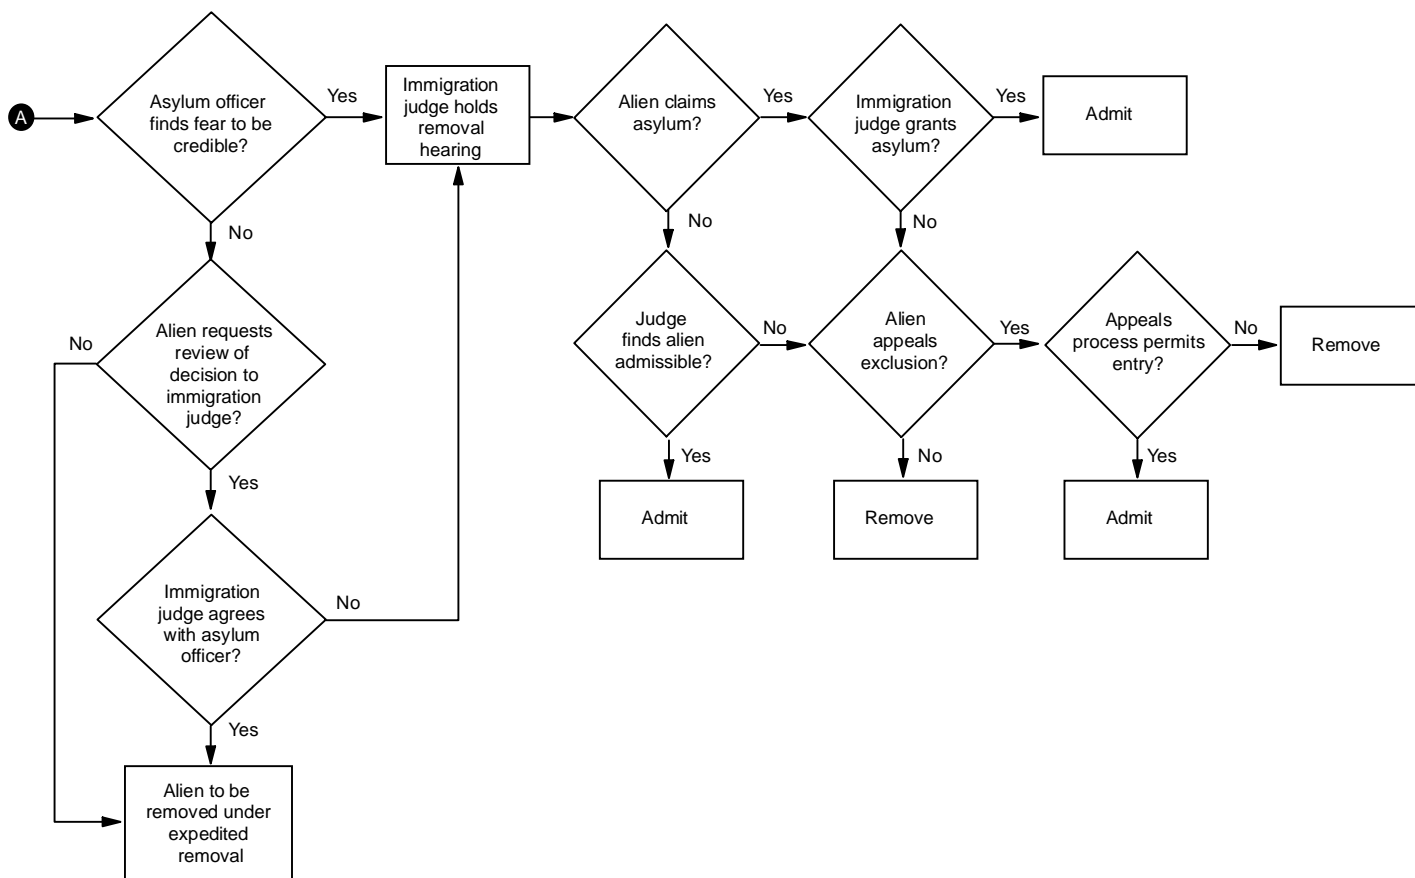 A
Asylum officer
finds fear to be
credible?
Yes
Immigration
judge holds
removal
hearing
Alien claims
asylum?
Yes
Immigration
judge grants
asylum?
Yes
Admit
No
No
No
Alien requests
review of
decision to
immigration
judge?
No
Judge
finds alien
admissible?
No
Alien
appeals
exclusion?
Yes
Appeals
process permits
entry?
No
Remove
Yes
Yes
Admit
No
Remove
Yes
Admit
Immigration
judge agrees
with asylum
officer?
No
Yes
Alien to be
removed under
expedited
removal